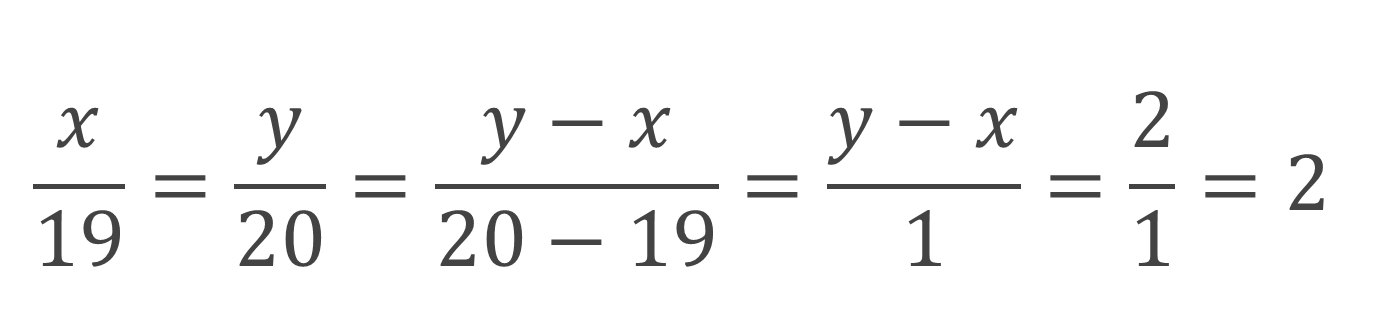 x/19 = y/20 = (y − x)/(20 − 19) = (y − x)/1 = 2/1 = 2